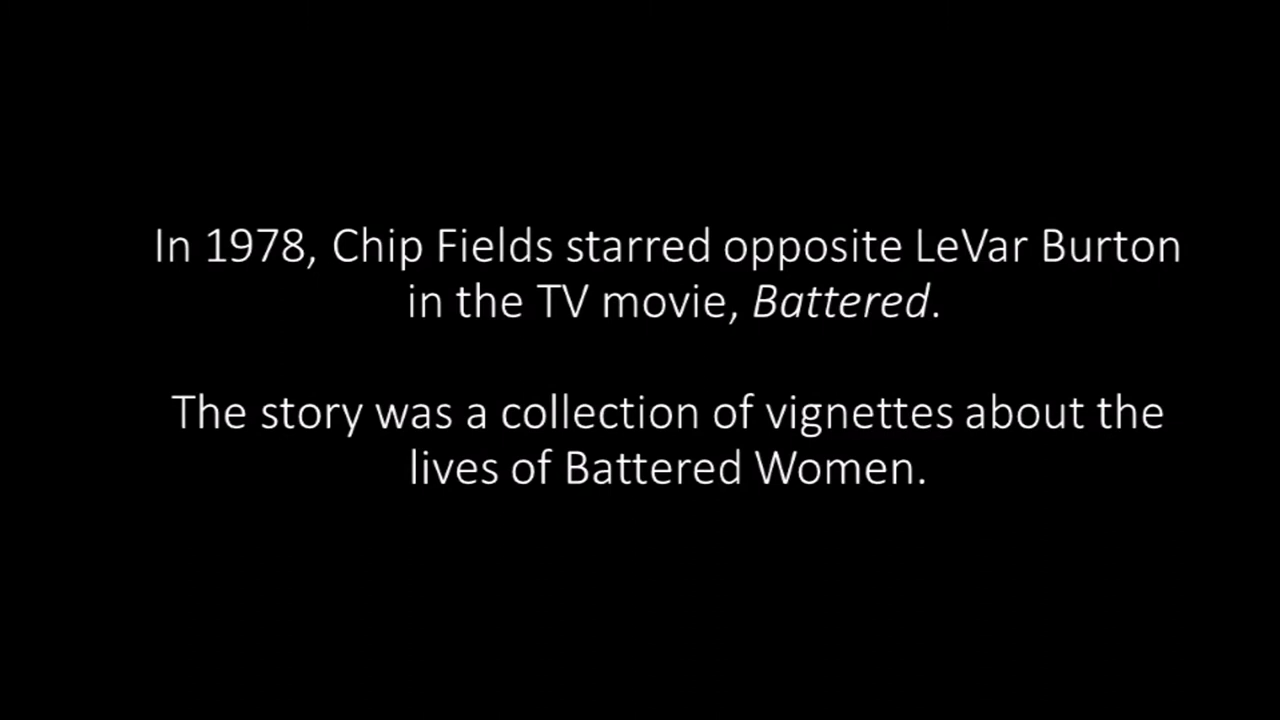 In 1978, Chip Fields starred opposite LeVar Burton
in the TV movie, Battered.
The story was a collection of vignettes about the
lives of Battered Women.